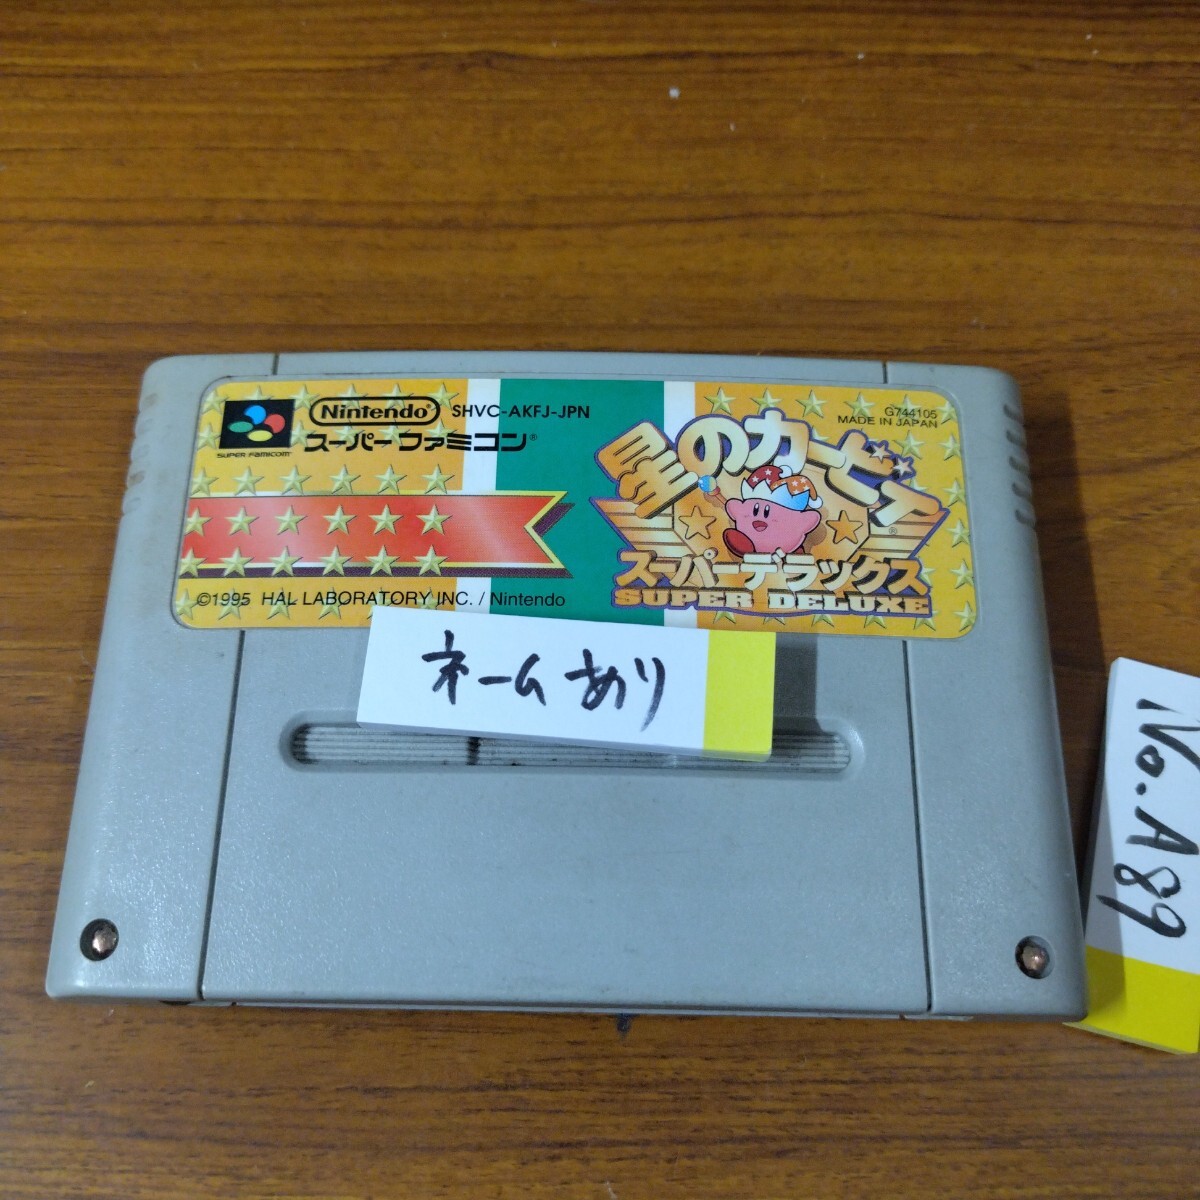 Nintendo SHVC-AKFJ-JPN
スーパーファミコン®
SUPER FAMICOM
G744105
MADE IN JAPAN
星のカービィ®
スーパーデラックス
SUPER DELUXE
©1995 HAL LABORATORY INC. / Nintendo
ネームあり
No.A89